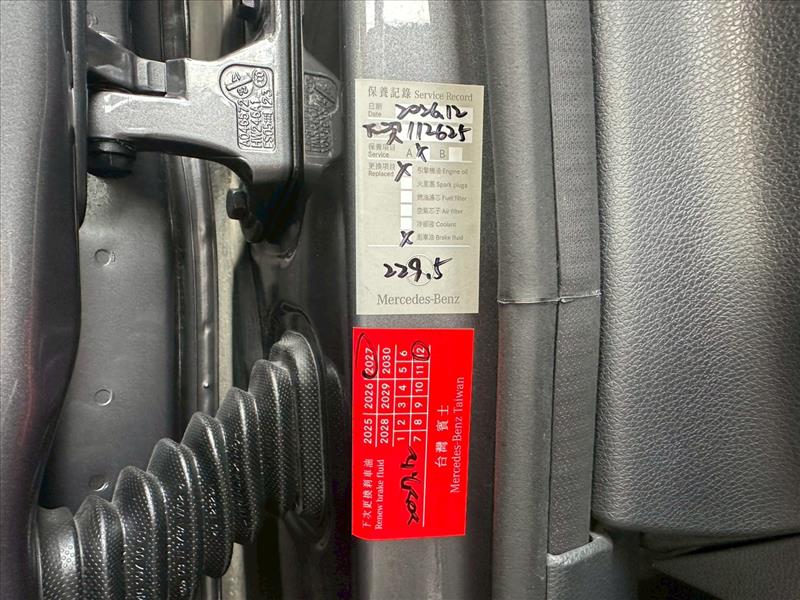 保養記錄 Service Record
日期
Date 2026.12
下次 112625
保養項目
Service A X B
更換項目
Replaced X 引擎機油 Engine oil
火星塞 Spark plugs
燃油濾芯 Fuel filter
空氣芯子 Air filter
冷卻液 Coolant
X 剎車油 Brake fluid
229.5
Mercedes-Benz
下次更換剎車油
Renew brake fluid
2025 2026 2027
2028 2029 2030
1 2 3 4 5 6
7 8 9 10 11 12
2027.12
台灣 賓士
Mercedes-Benz Taiwan